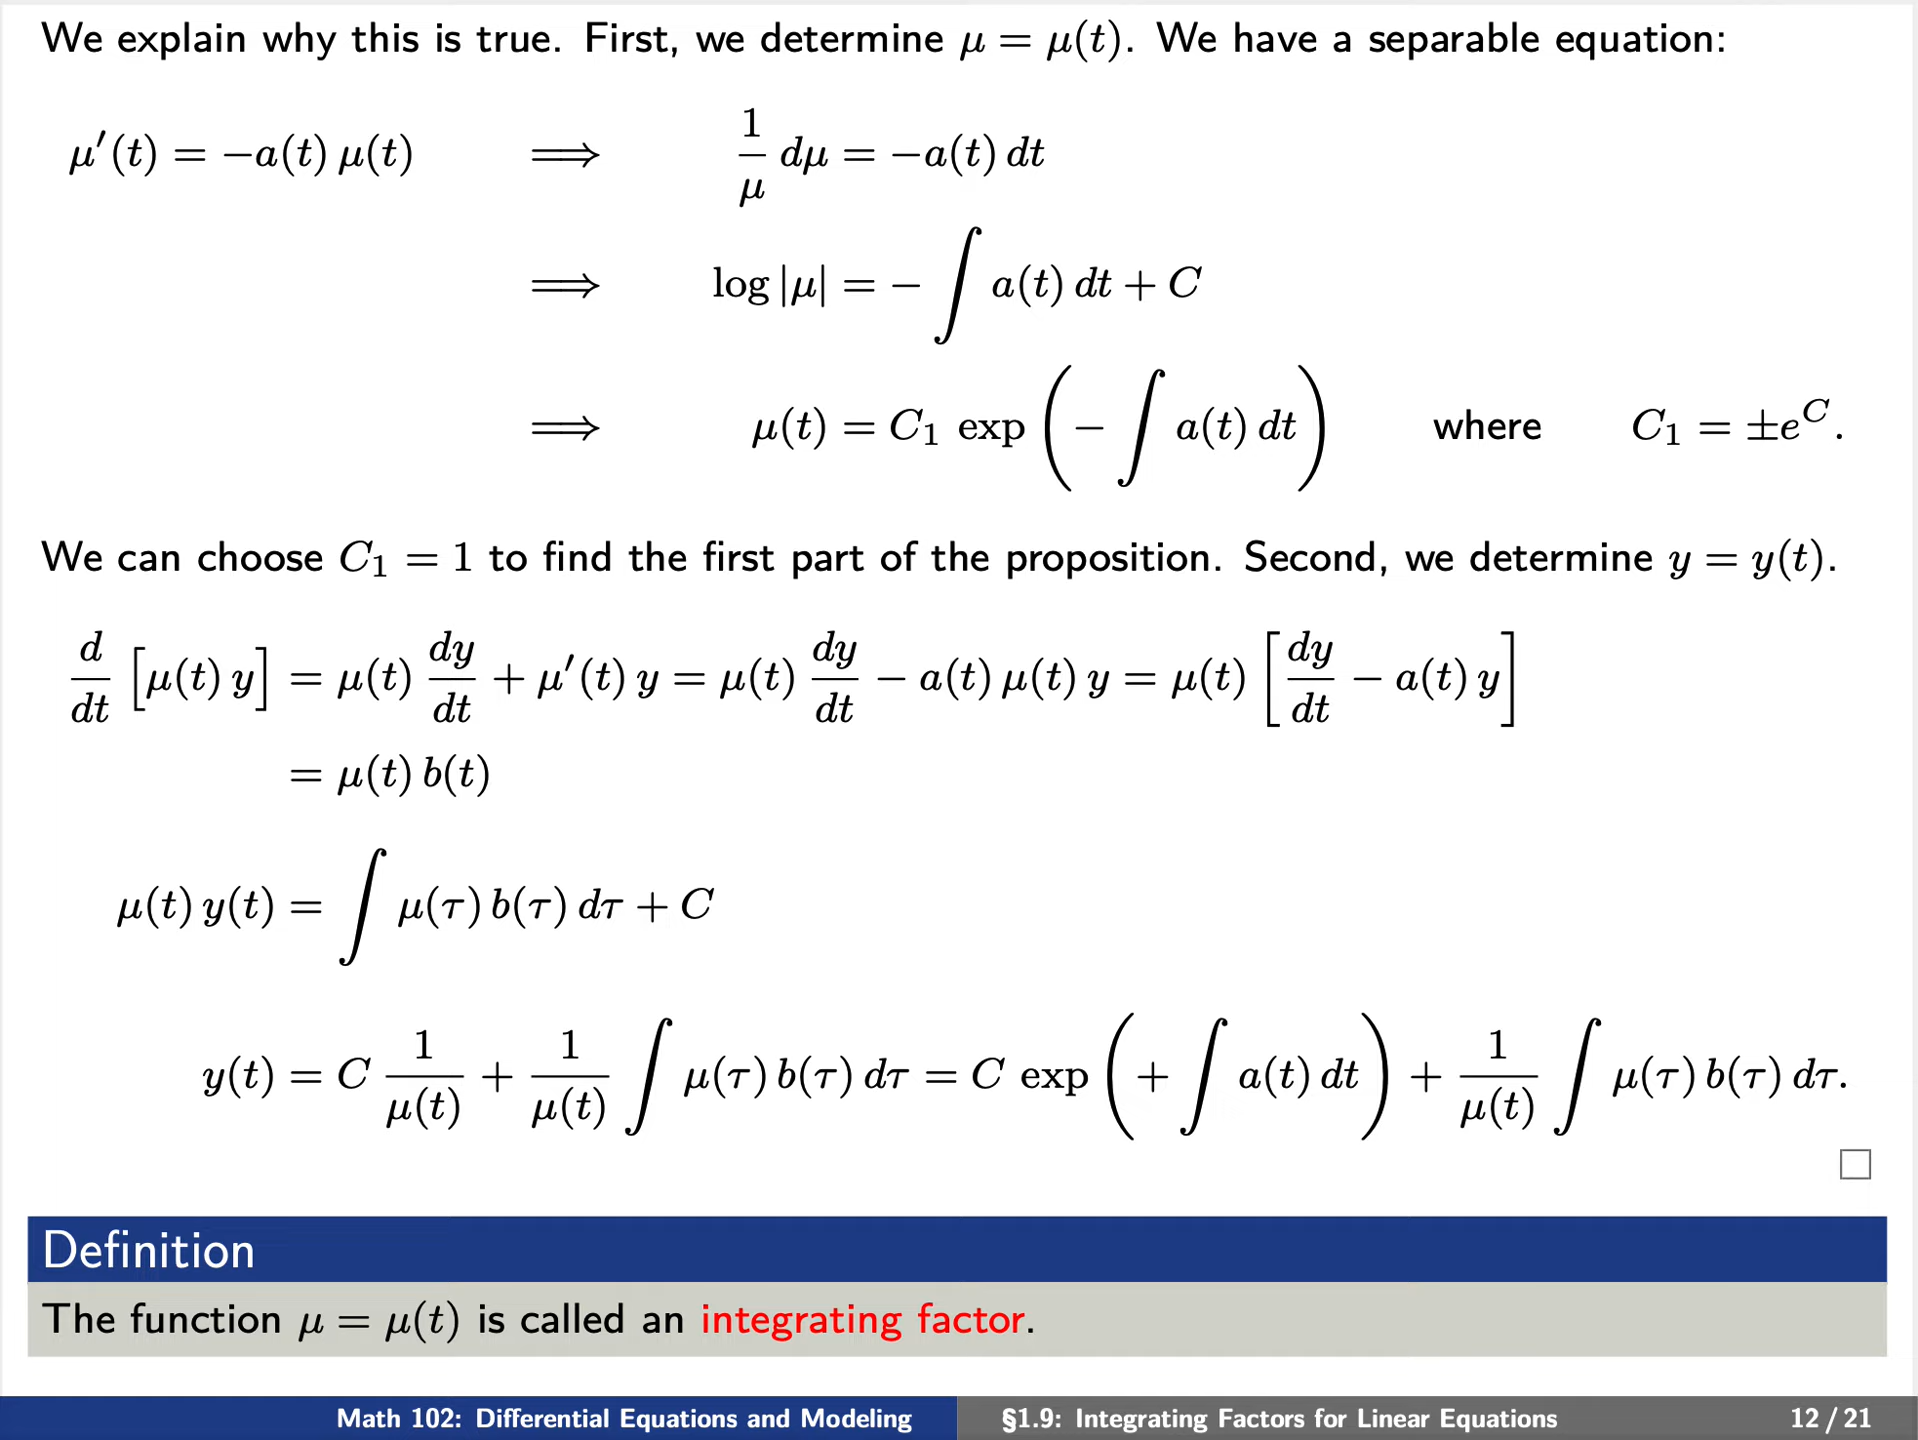 We explain why this is true. First, we determine μ = μ(t). We have a separable equation:
μ′(t) = −a(t) μ(t) ⟹ 1/μ dμ = −a(t) dt
⟹ log |μ| = − ∫ a(t) dt + C
⟹ μ(t) = C₁ exp (− ∫ a(t) dt) where C₁ = ±e^C.
We can choose C₁ = 1 to find the first part of the proposition. Second, we determine y = y(t).
d/dt [μ(t) y] = μ(t) dy/dt + μ′(t) y = μ(t) dy/dt − a(t) μ(t) y = μ(t) [dy/dt − a(t) y]
= μ(t) b(t)
μ(t) y(t) = ∫ μ(τ) b(τ) dτ + C
y(t) = C 1/μ(t) + 1/μ(t) ∫ μ(τ) b(τ) dτ = C exp (+ ∫ a(t) dt) + 1/μ(t) ∫ μ(τ) b(τ) dτ.
□
Definition
The function μ = μ(t) is called an integrating factor.
Math 102: Differential Equations and Modeling §1.9: Integrating Factors for Linear Equations 12 / 21